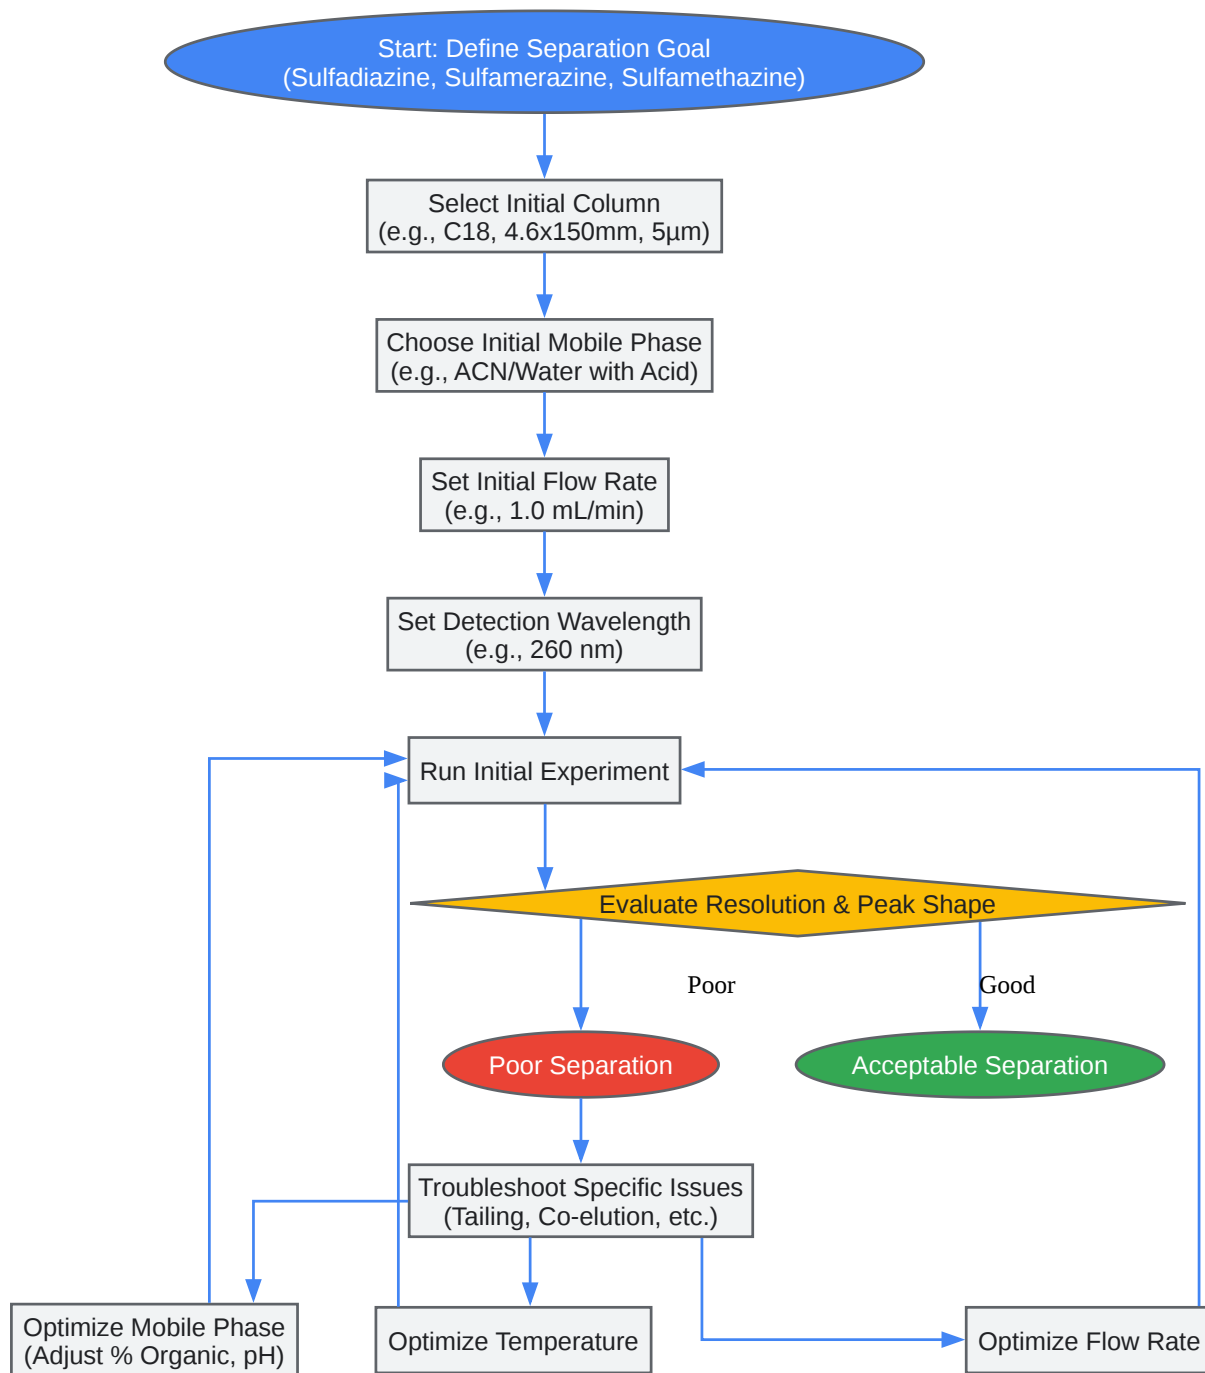 Start: Define Separation Goal
(Sulfadiazine, Sulfamerazine, Sulfamethazine)
Select Initial Column
(e.g., C18, 4.6x150mm, 5µm)
Choose Initial Mobile Phase
(e.g., ACN/Water with Acid)
Set Initial Flow Rate
(e.g., 1.0 mL/min)
Set Detection Wavelength
(e.g., 260 nm)
Run Initial Experiment
Evaluate Resolution & Peak Shape
Poor
Good
Poor Separation
Acceptable Separation
Troubleshoot Specific Issues
(Tailing, Co-elution, etc.)
Optimize Mobile Phase
(Adjust % Organic, pH)
Optimize Temperature
Optimize Flow Rate